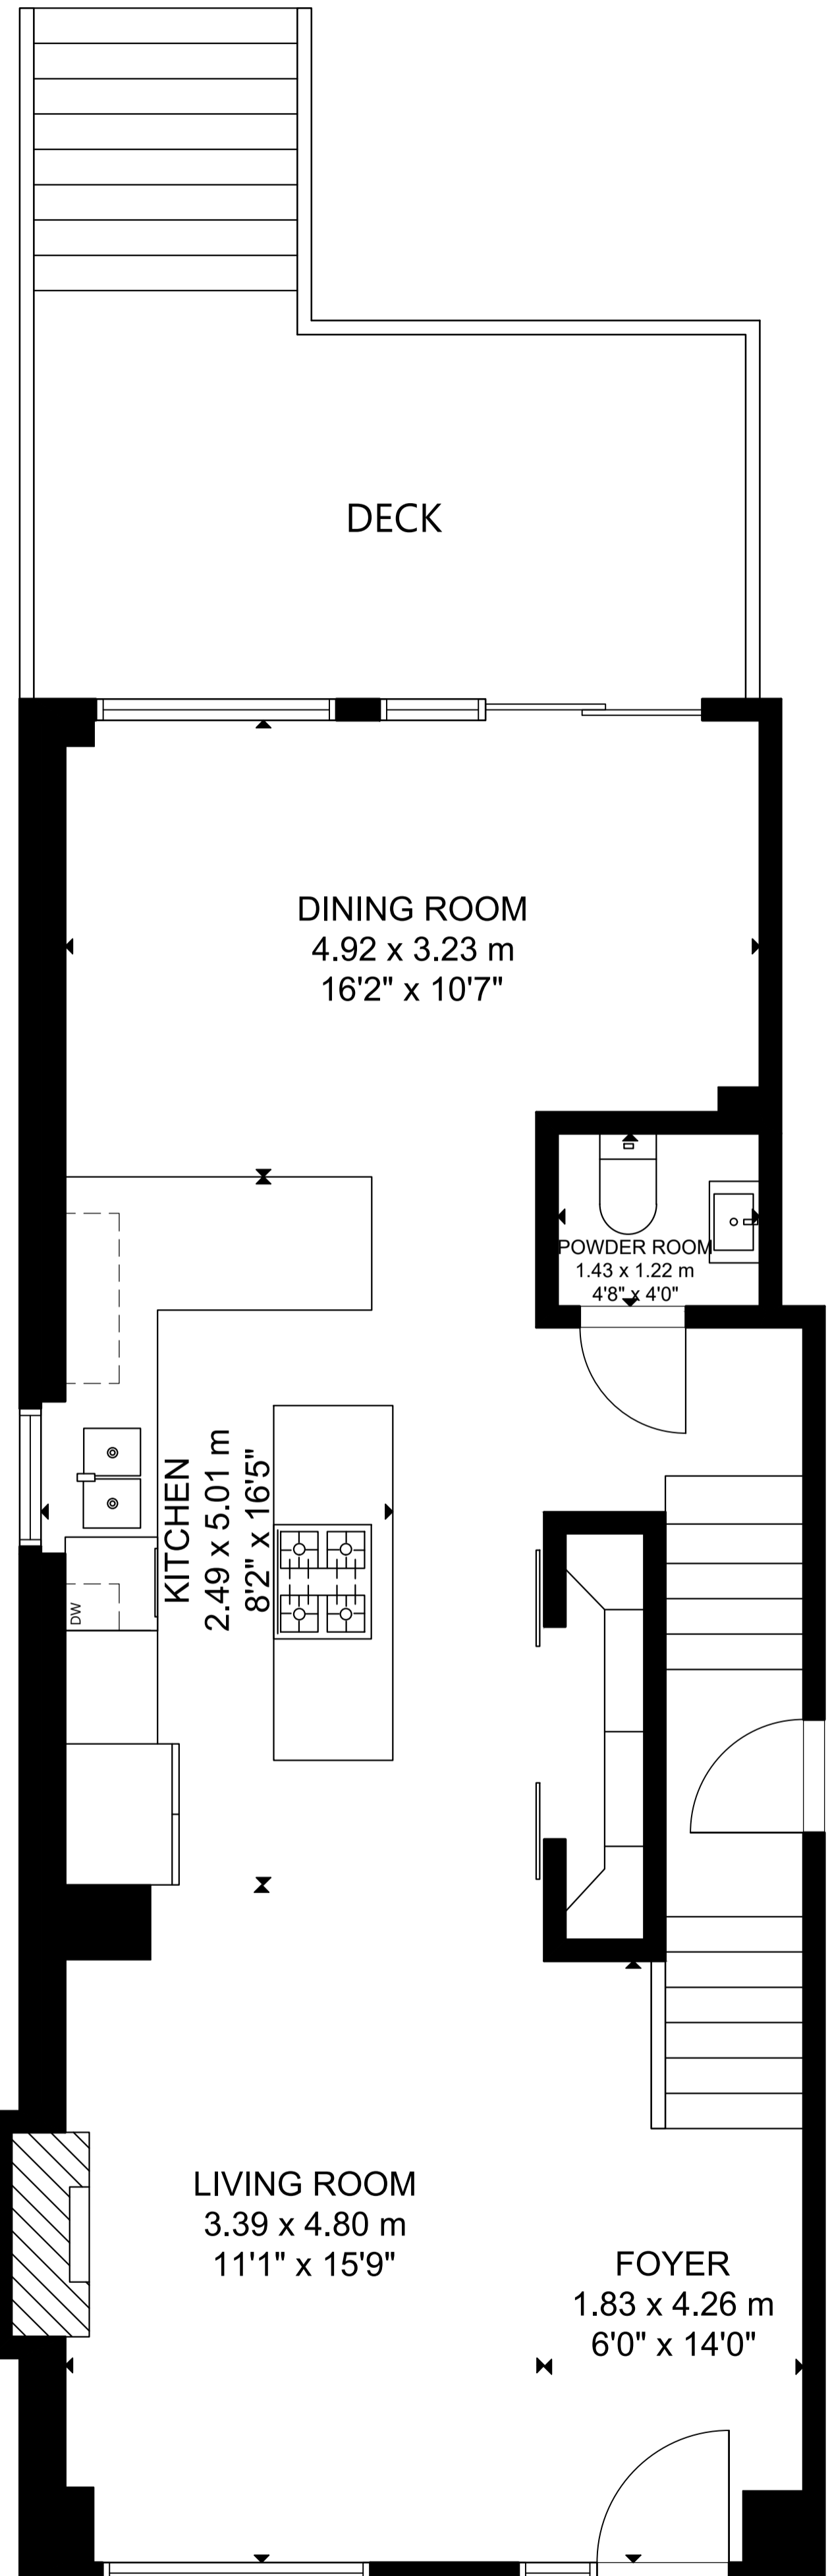 DECK
DINING ROOM
4.92 x 3.23 m
16'2" x 10'7"
POWDER ROOM
1.43 x 1.22 m
4'8" x 4'0"
KITCHEN
2.49 x 5.01 m
8'2" x 16'5"
DW
LIVING ROOM
3.39 x 4.80 m
11'1" x 15'9"
FOYER
1.83 x 4.26 m
6'0" x 14'0"